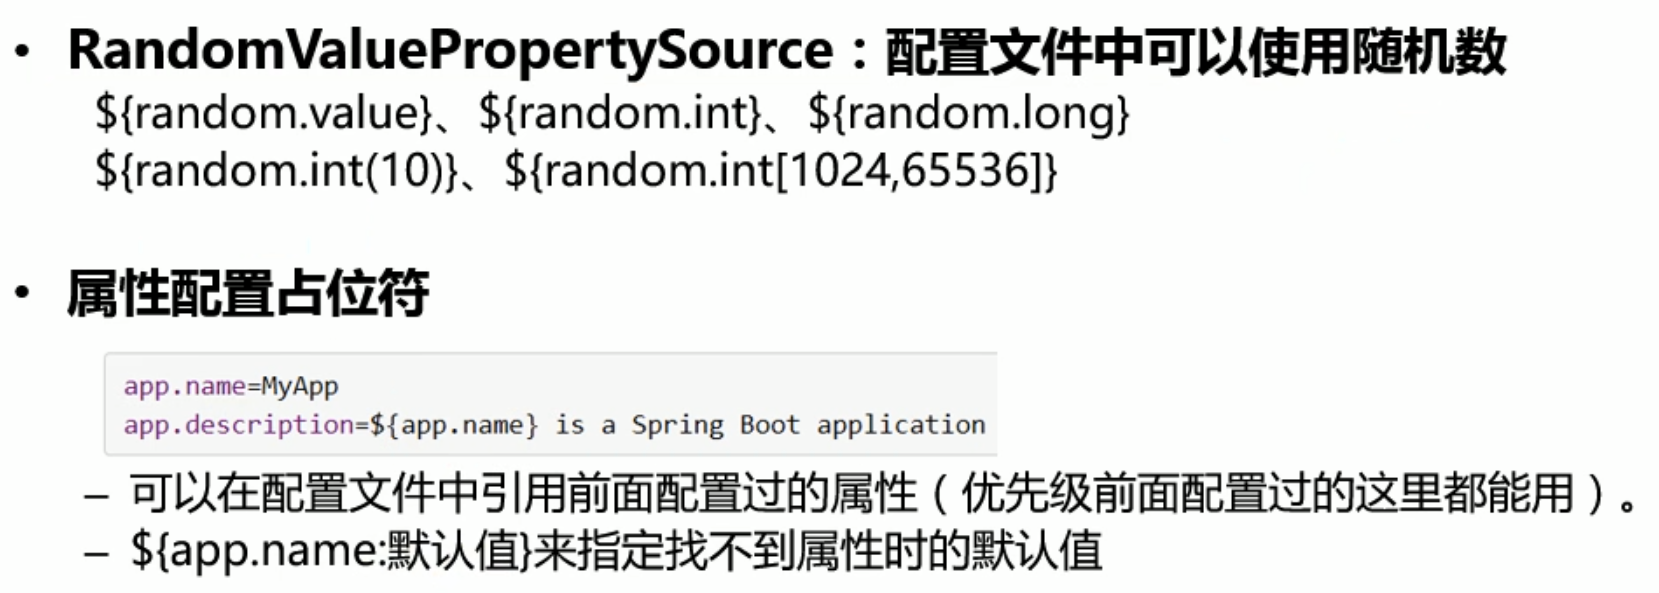 • RandomValuePropertySource：配置文件中可以使用随机数
${random.value}、${random.int}、${random.long}
${random.int(10)}、${random.int[1024,65536]}
• 属性配置占位符
app.name=MyApp
app.description=${app.name} is a Spring Boot application
– 可以在配置文件中引用前面配置过的属性（优先级前面配置过的这里都能用）。
– ${app.name:默认值}来指定找不到属性时的默认值